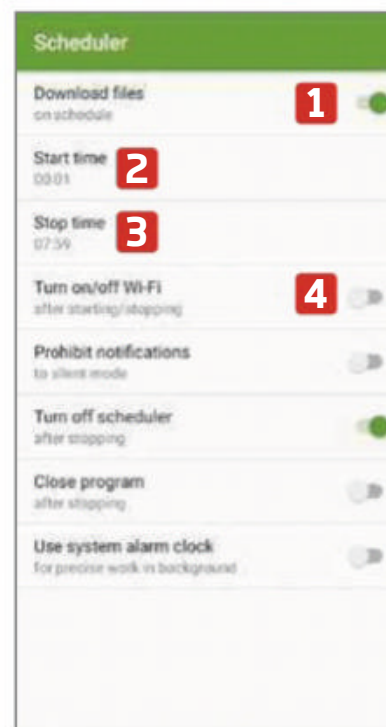 Scheduler
Download files
on schedule
1
Start time
00:01
2
Stop time
07:59
3
Turn on/off Wi-Fi
after starting/stopping
4
Prohibit notifications
to silent mode
Turn off scheduler
after stopping
Close program
after stopping
Use system alarm clock
for precise work in background